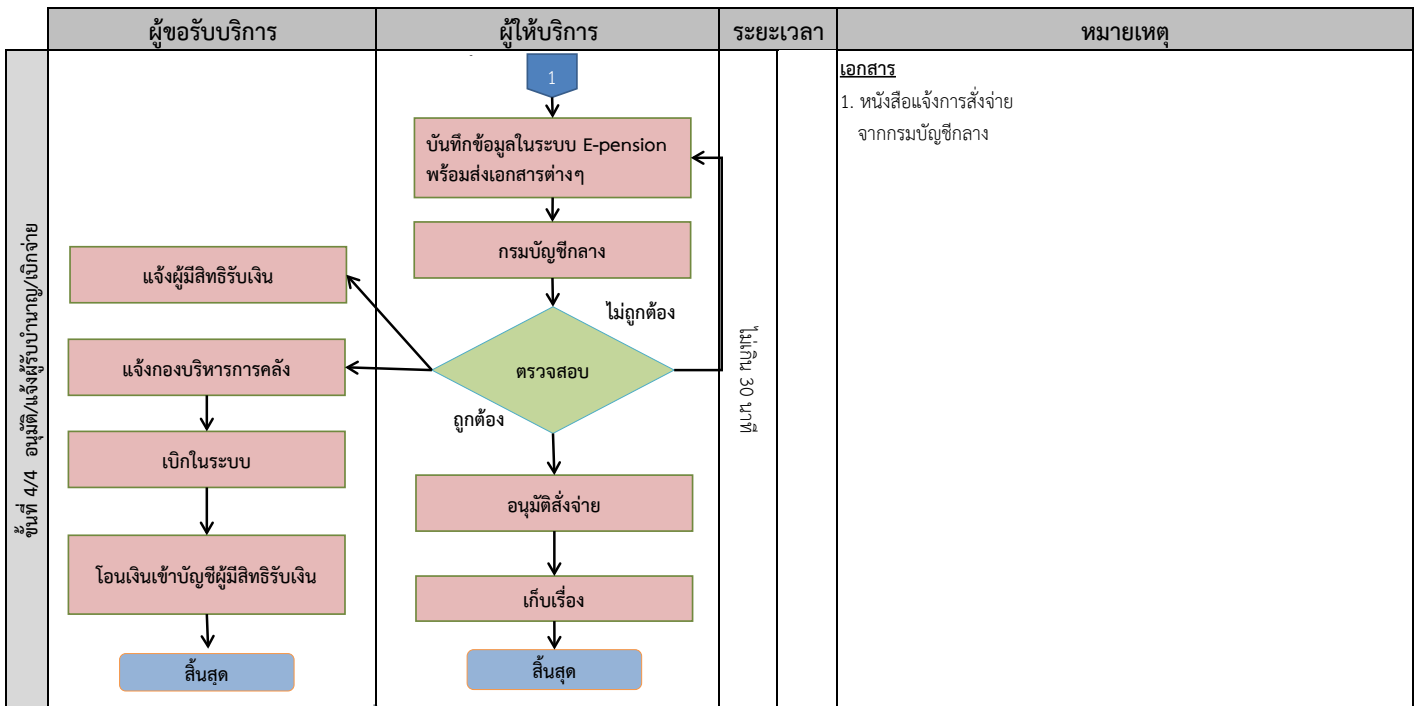 ผู้ขอรับบริการ
ผู้ให้บริการ
ระยะเวลา
หมายเหตุ
ขั้นที่ 4/4 อนุมัติ/แจ้งผู้รับบำนาญ/เบิกจ่าย
1
บันทึกข้อมูลในระบบ E-pension
พร้อมส่งเอกสารต่างๆ
กรมบัญชีกลาง
ไม่ถูกต้อง
ตรวจสอบ
ถูกต้อง
แจ้งผู้มีสิทธิรับเงิน
แจ้งกองบริหารการคลัง
เบิกในระบบ
โอนเงินเข้าบัญชีผู้มีสิทธิรับเงิน
สิ้นสุด
อนุมัติสั่งจ่าย
เก็บเรื่อง
สิ้นสุด
ไม่เกิน 30 นาที
เอกสาร
1. หนังสือแจ้งการสั่งจ่าย
จากกรมบัญชีกลาง